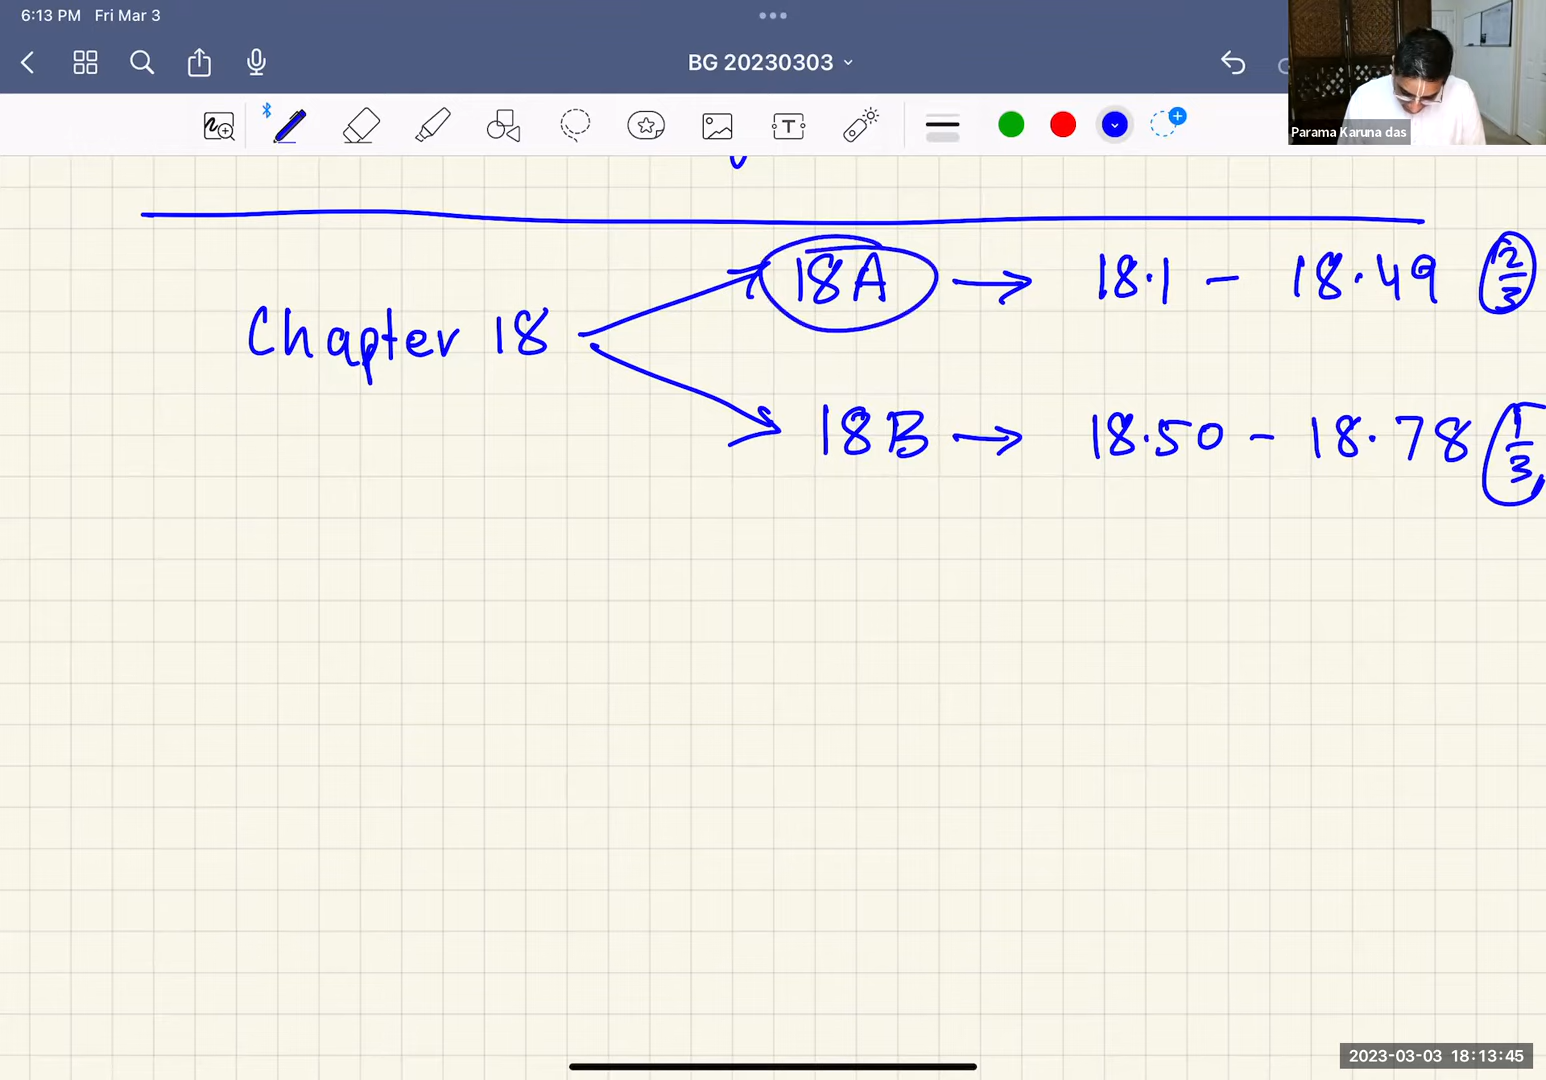 6:13 PM Fri Mar 3
BG 20230303
T
Parama Karuna das
18A → 18.1 - 18.49 2/3
Chapter 18
18B → 18.50 - 18.78 1/3
2023-03-03 18:13:45